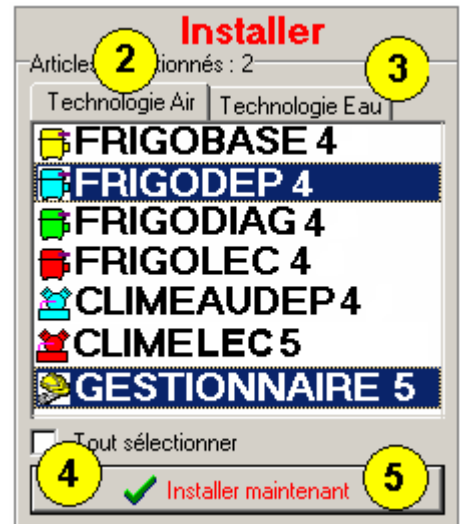 Installer
Articles tionnés : 2
2
3
Technologie Air Technologie Eau
FRIGOBASE 4
FRIGODEP 4
FRIGODIAG 4
FRIGOLEC 4
CLIMEAUDEP 4
CLIMELEC 5
GESTIONNAIRE 5
Tout sélectionner
4 Installer maintenant 5